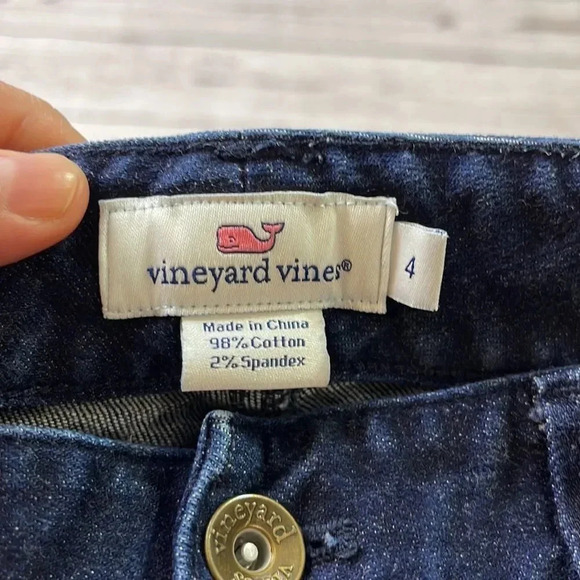 vineyard vines®
4
Made in China
98% Cotton
2% Spandex
vineyard